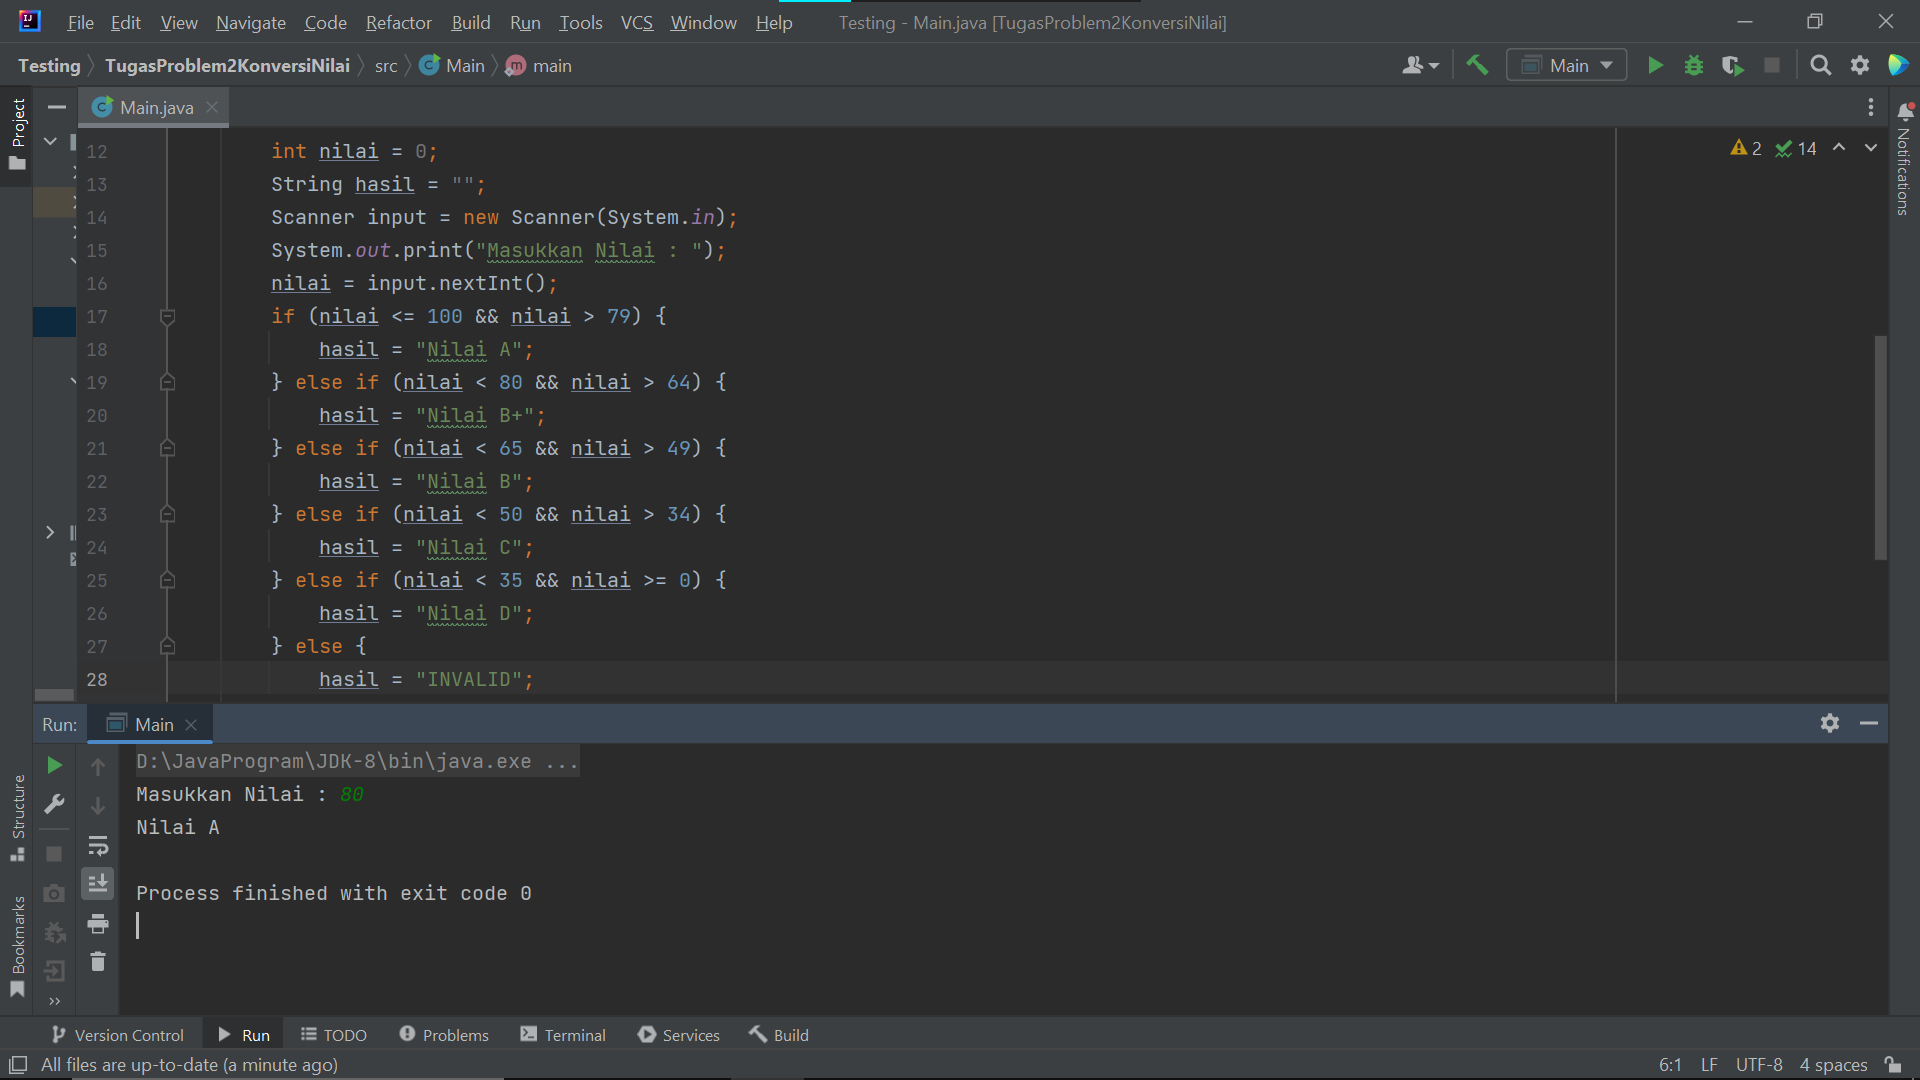 File Edit View Navigate Code Refactor Build Run Tools VCS Window Help Testing - Main.java [TugasProblem2KonversiNilai]
Testing TugasProblem2KonversiNilai src Main main Main
Project
Main.java
Notifications
2 14
12 int nilai = 0;
13 String hasil = "";
14 Scanner input = new Scanner(System.in);
15 System.out.print("Masukkan Nilai : ");
16 nilai = input.nextInt();
17 if (nilai <= 100 && nilai > 79) {
18 hasil = "Nilai A";
19 } else if (nilai < 80 && nilai > 64) {
20 hasil = "Nilai B+";
21 } else if (nilai < 65 && nilai > 49) {
22 hasil = "Nilai B";
23 } else if (nilai < 50 && nilai > 34) {
24 hasil = "Nilai C";
25 } else if (nilai < 35 && nilai >= 0) {
26 hasil = "Nilai D";
27 } else {
28 hasil = "INVALID";
Run: Main
D:\JavaProgram\JDK-8\bin\java.exe ...
Masukkan Nilai : 80
Nilai A
Process finished with exit code 0
Structure
Bookmarks
Version Control Run TODO Problems Terminal Services Build
All files are up-to-date (a minute ago) 6:1 LF UTF-8 4 spaces